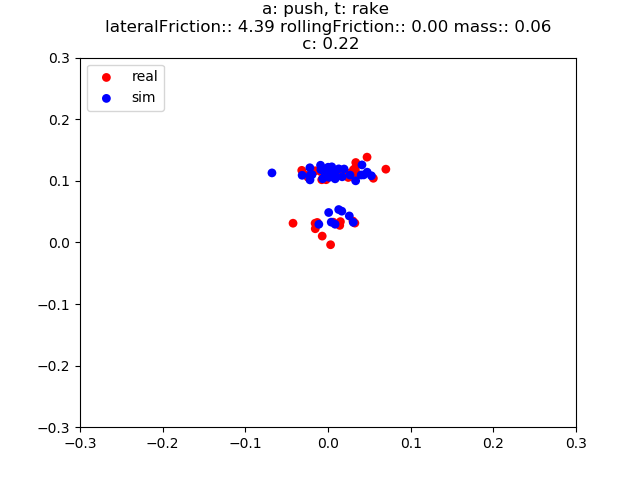 a: push, t: rake
lateralFriction:: 4.39 rollingFriction:: 0.00 mass:: 0.06
c: 0.22
real
sim
0.3
0.2
0.1
0.0
−0.1
−0.2
−0.3
−0.3
−0.2
−0.1
0.0
0.1
0.2
0.3